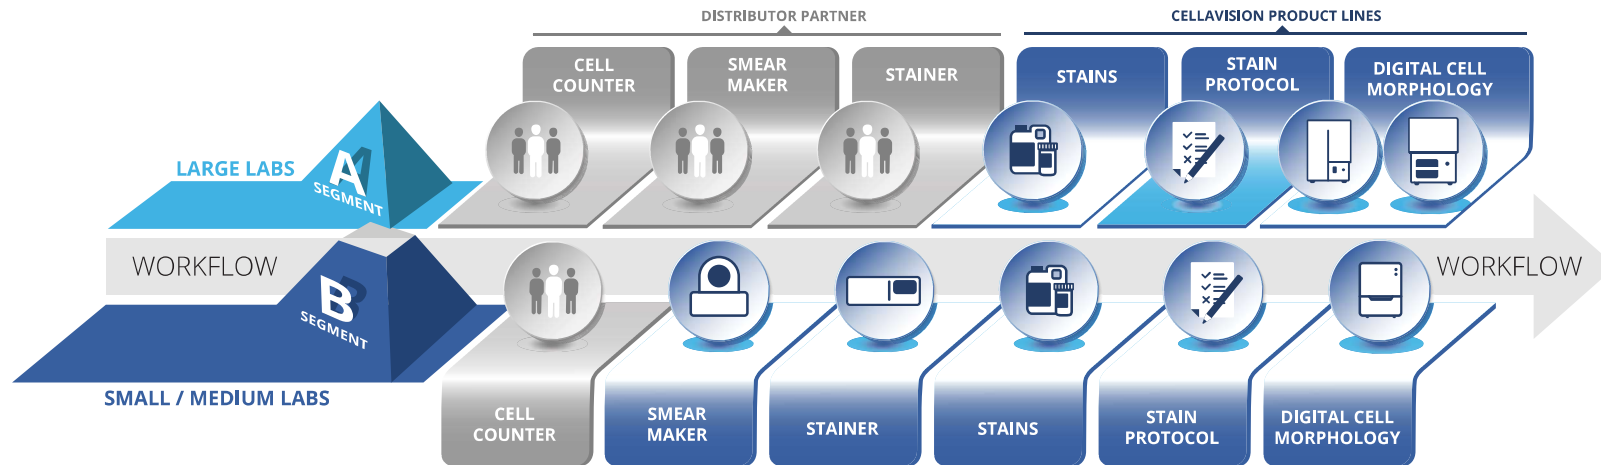 DISTRIBUTOR PARTNER
CELLAVISION PRODUCT LINES
CELL
COUNTER
SMEAR
MAKER
STAINER
STAINS
STAIN
PROTOCOL
DIGITAL CELL
MORPHOLOGY
LARGE LABS
A
SEGMENT
WORKFLOW
WORKFLOW
B
SEGMENT
SMALL / MEDIUM LABS
CELL
COUNTER
SMEAR
MAKER
STAINER
STAINS
STAIN
PROTOCOL
DIGITAL CELL
MORPHOLOGY